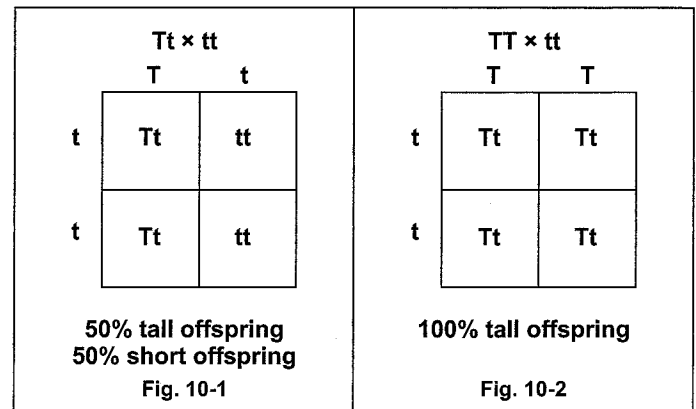 Tt × tt
T t
t Tt tt
t Tt tt
50% tall offspring
50% short offspring
Fig. 10-1
TT × tt
T T
t Tt Tt
t Tt Tt
100% tall offspring
Fig. 10-2